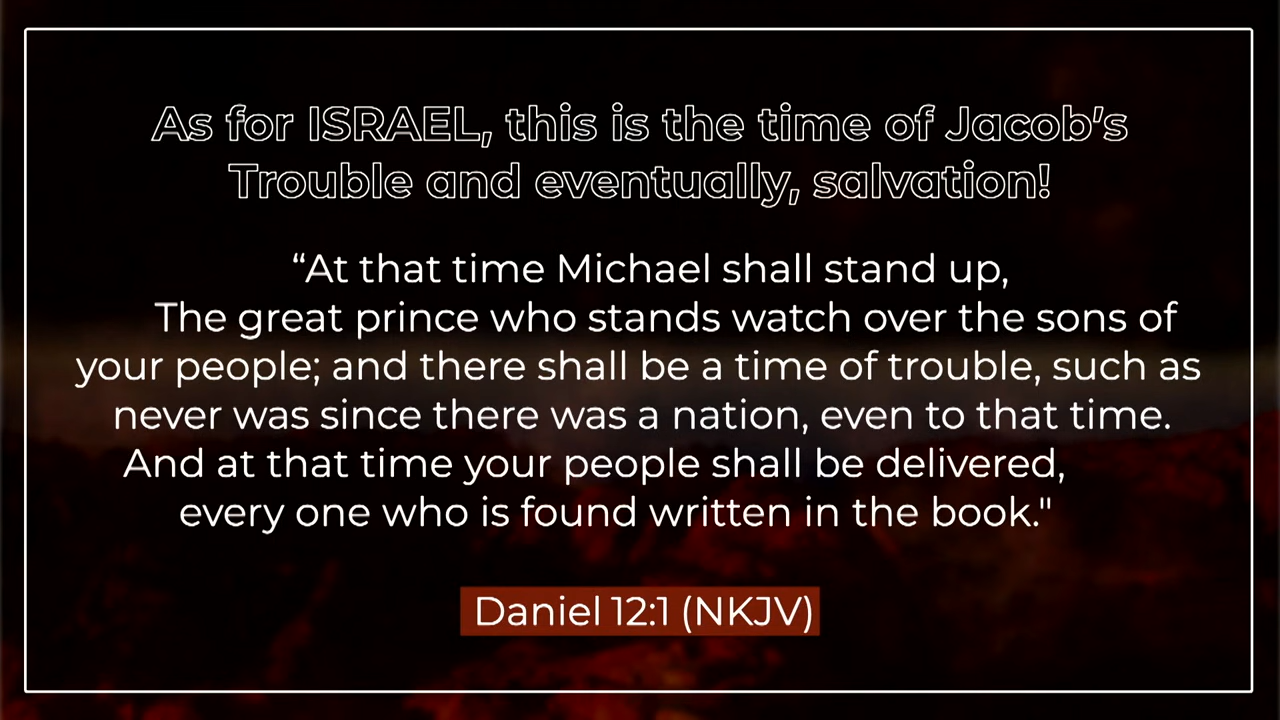 As for ISRAEL, this is the time of Jacob's
Trouble and eventually, salvation!
“At that time Michael shall stand up,
The great prince who stands watch over the sons of
your people; and there shall be a time of trouble, such as
never was since there was a nation, even to that time.
And at that time your people shall be delivered,
every one who is found written in the book."
Daniel 12:1 (NKJV)